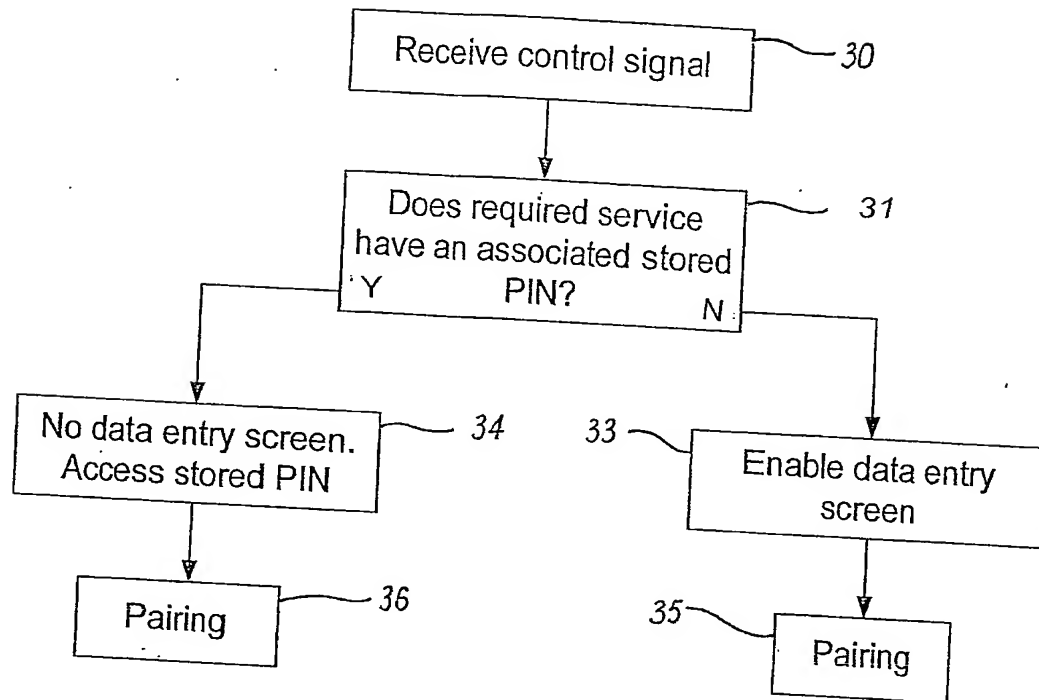 Receive control signal
30
Does required service
have an associated stored
PIN?
Y
N
31
No data entry screen.
Access stored PIN
34
33
Enable data entry
screen
Pairing
36
35
Pairing